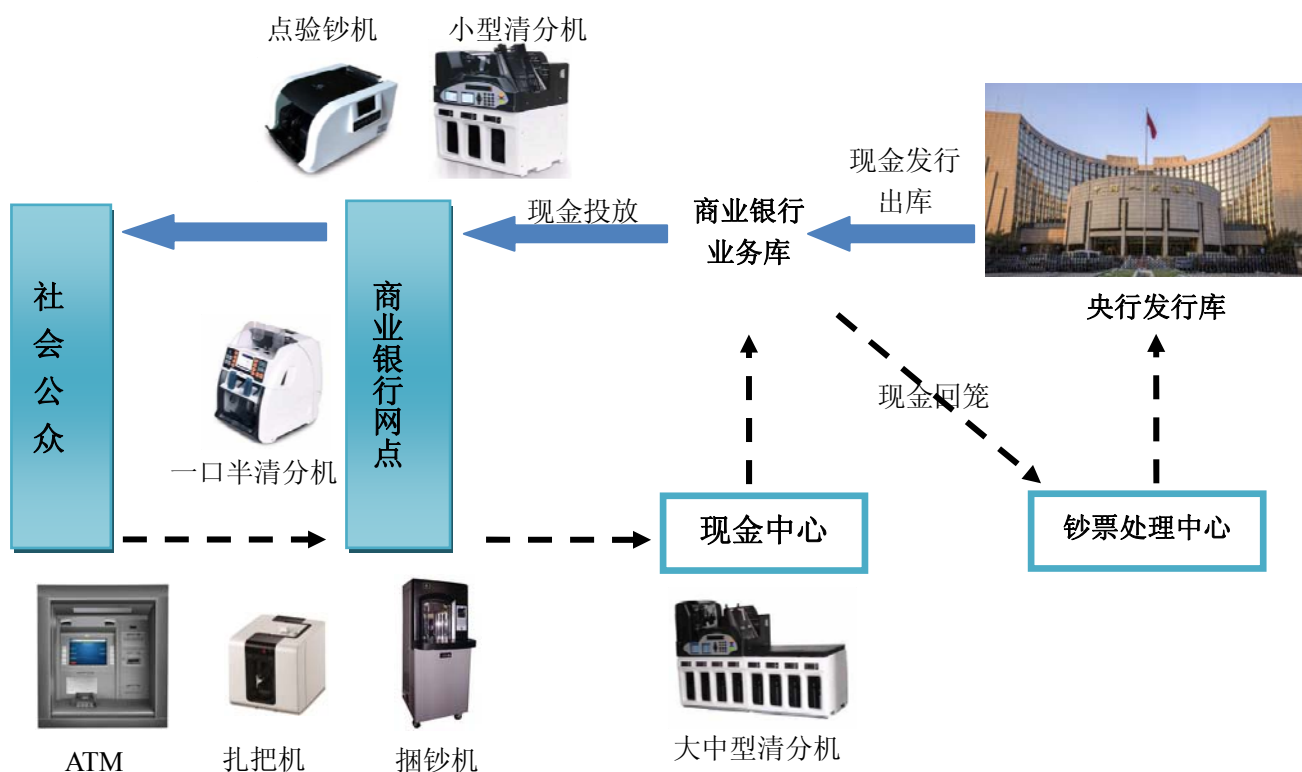 点验钞机
小型清分机
现金发行
出库
现金投放
商业银行
业务库
社会公众
商业银行网点
央行发行库
现金回笼
一口半清分机
现金中心
钞票处理中心
ATM
扎把机
捆钞机
大中型清分机